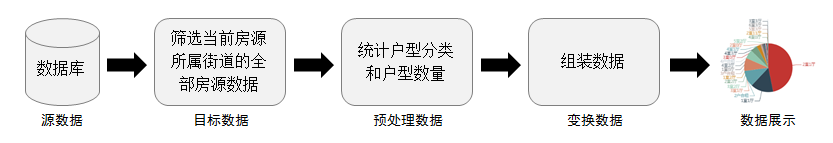 数据库
筛选当前房源
所属街道的全
部房源数据
统计户型分类
和户型数量
组装数据
源数据
目标数据
预处理数据
变换数据
数据展示